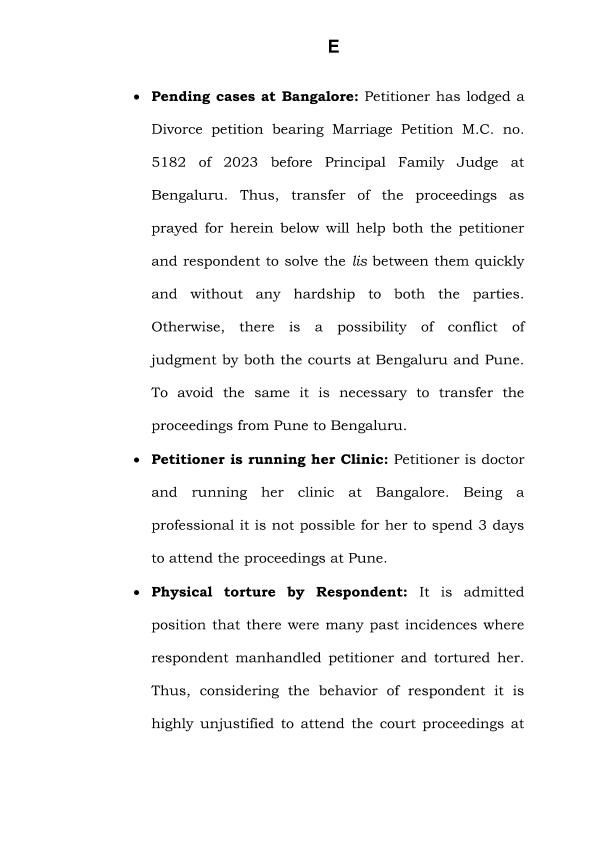 E
• Pending cases at Bangalore: Petitioner has lodged a
Divorce petition bearing Marriage Petition M.C. no.
5182 of 2023 before Principal Family Judge at
Bengaluru. Thus, transfer of the proceedings as
prayed for herein below will help both the petitioner
and respondent to solve the lis between them quickly
and without any hardship to both the parties.
Otherwise, there is a possibility of conflict of
judgment by both the courts at Bengaluru and Pune.
To avoid the same it is necessary to transfer the
proceedings from Pune to Bengaluru.
• Petitioner is running her Clinic: Petitioner is doctor
and running her clinic at Bangalore. Being a
professional it is not possible for her to spend 3 days
to attend the proceedings at Pune.
• Physical torture by Respondent: It is admitted
position that there were many past incidences where
respondent manhandled petitioner and tortured her.
Thus, considering the behavior of respondent it is
highly unjustified to attend the court proceedings at